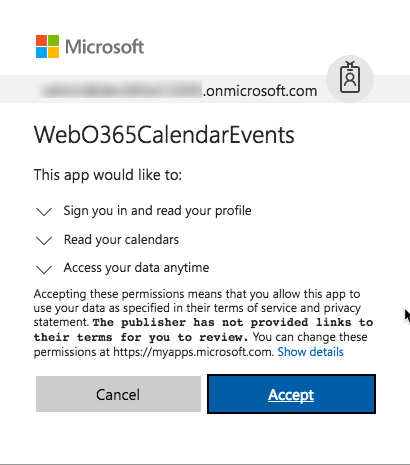 Microsoft
.onmicrosoft.com
WebO365CalendarEvents
This app would like to:
Sign you in and read your profile
Read your calendars
Access your data anytime
Accepting these permissions means that you allow this app to
use your data as specified in their terms of service and privacy
statement. The publisher has not provided links to
their terms for you to review. You can change these
permissions at https://myapps.microsoft.com. Show details
Cancel
Accept